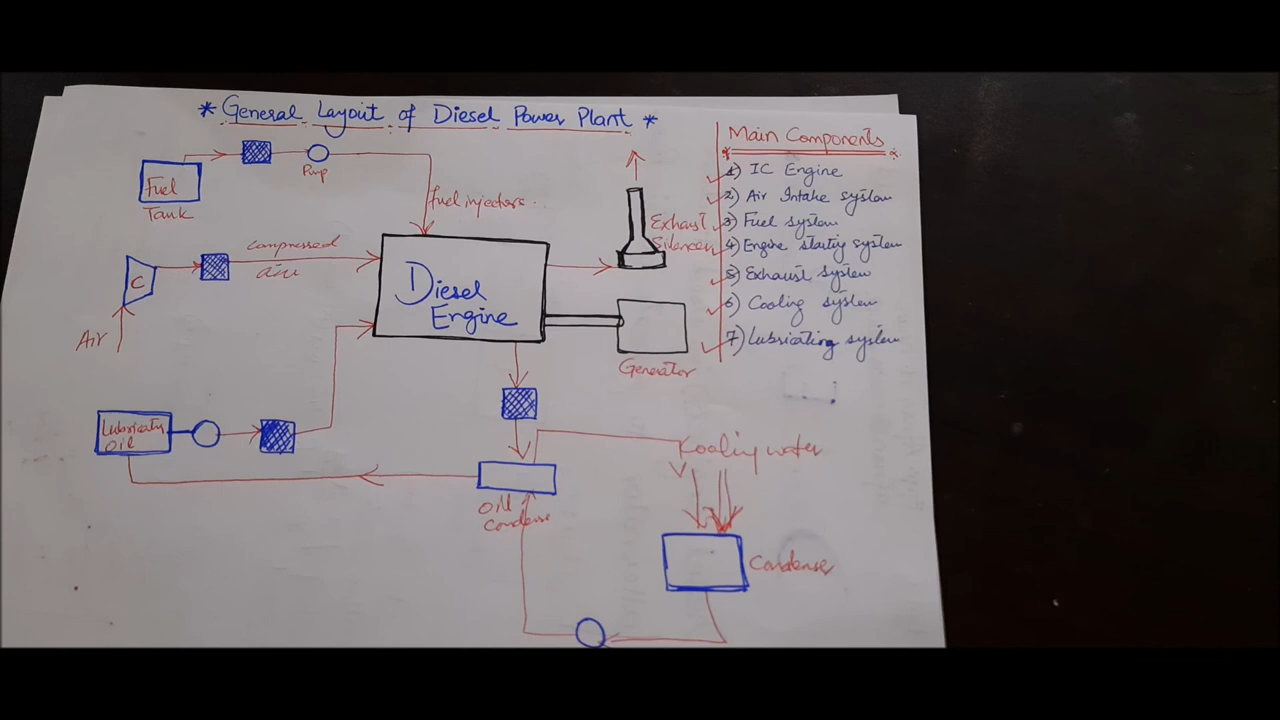 * General Layout of Diesel Power Plant *
Fuel
Tank
Pump
Fuel injectors
compressed
air
C
Air
Diesel
Engine
Exhaust
Silencer
Generator
Lubricating
oil
Oil
Condense
Kooling water
Condenser
Main Components
1) IC Engine
2) Air Intake system
3) Fuel system
4) Engine starting system
5) Exhaust system
6) Cooling system
7) Lubricating system